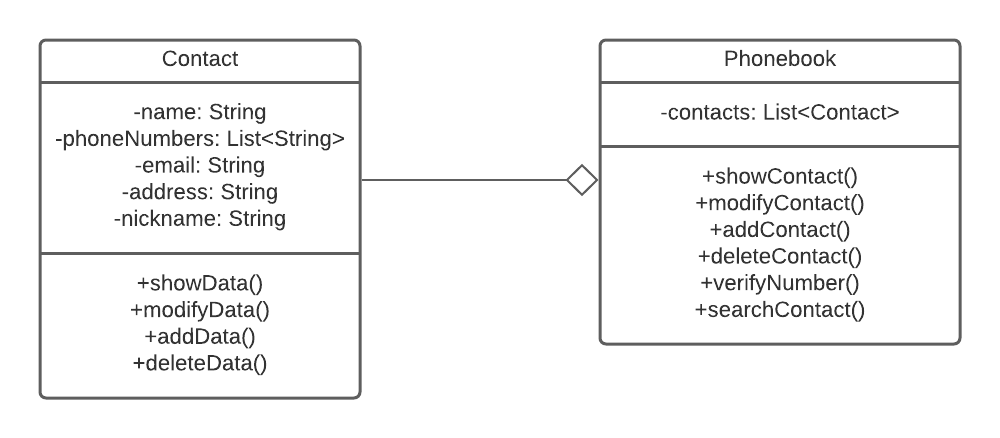 Contact
-name: String
-phoneNumbers: List<String>
-email: String
-address: String
-nickname: String
+showData()
+modifyData()
+addData()
+deleteData()
Phonebook
-contacts: List<Contact>
+showContact()
+modifyContact()
+addContact()
+deleteContact()
+verifyNumber()
+searchContact()